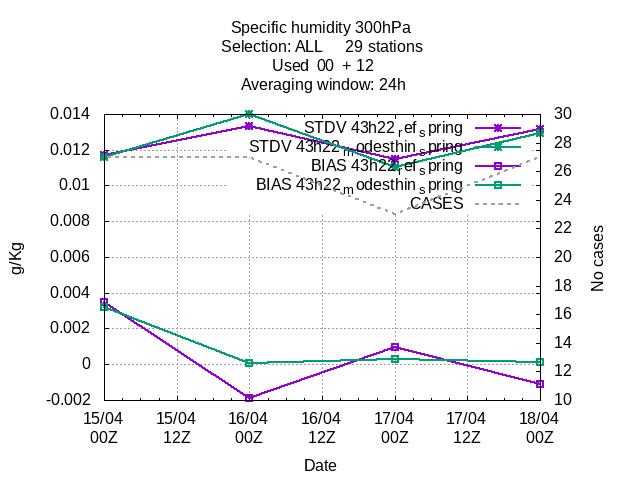 Specific humidity 300hPa
Selection: ALL     29 stations
Used  00  + 12
Averaging window: 24h
0.014
0.012
0.01
0.008
0.006
0.004
0.002
0
-0.002
g/Kg
30
28
26
24
22
20
18
16
14
12
10
No cases
STDV 43h22_ref_spring
STDV 43h22_modesthin_spring
BIAS 43h22_ref_spring
BIAS 43h22_modesthin_spring
CASES
15/04 15/04 16/04 16/04 17/04 17/04 18/04
00Z 12Z 00Z 12Z 00Z 12Z 00Z
Date